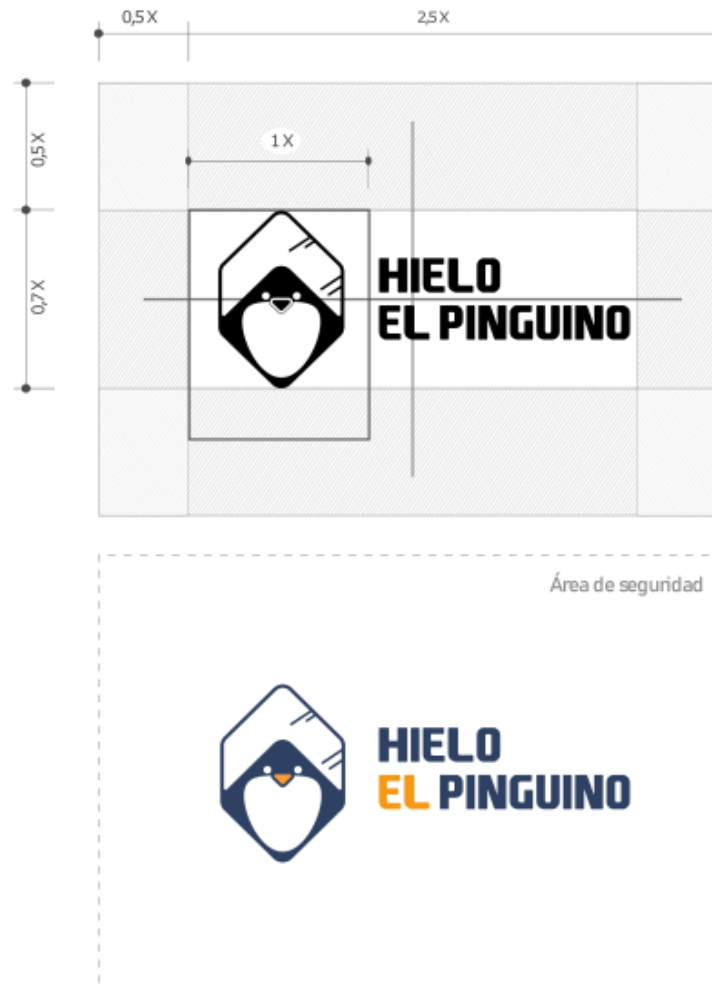 0,5X
2,5X
0,5X
1X
0,7X
HIELO
EL PINGUINO
Área de seguridad
HIELO
EL PINGUINO